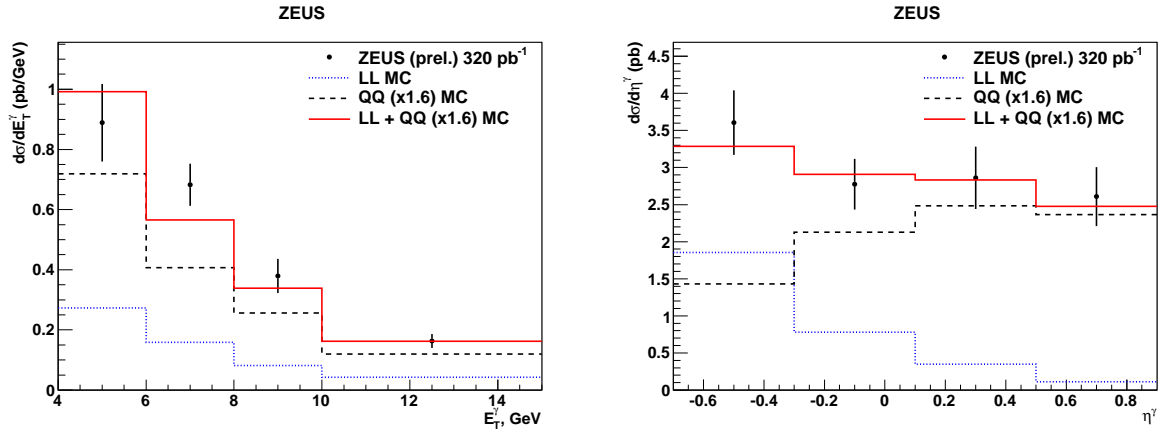 ZEUS
dσ/dE_T^γ (pb/GeV)
1
0.8
0.6
0.4
0.2
0
ZEUS (prel.) 320 pb⁻¹
LL MC
QQ (x1.6) MC
LL + QQ (x1.6) MC
4 6 8 10 12 14
E_T^γ, GeV
ZEUS
dσ/dη^γ (pb)
4.5
4
3.5
3
2.5
2
1.5
1
0.5
0
ZEUS (prel.) 320 pb⁻¹
LL MC
QQ (x1.6) MC
LL + QQ (x1.6) MC
-0.6 -0.4 -0.2 0 0.2 0.4 0.6 0.8
η^γ